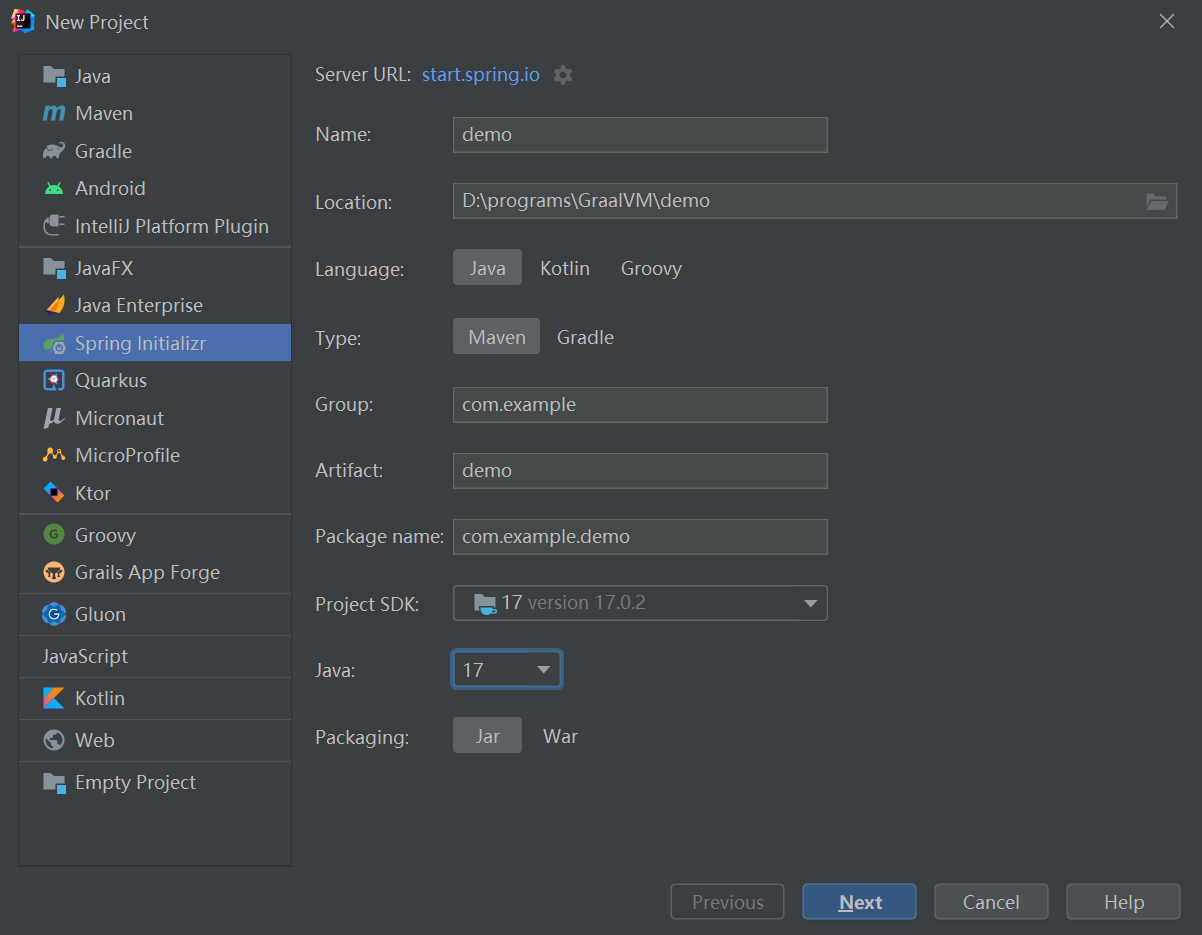 New Project
Java
Maven
Gradle
Android
IntelliJ Platform Plugin
JavaFX
Java Enterprise
Spring Initializr
Quarkus
Micronaut
MicroProfile
Ktor
Groovy
Grails App Forge
Gluon
JavaScript
Kotlin
Web
Empty Project
Server URL: start.spring.io
Name: demo
Location: D:\programs\GraalVM\demo
Language: Java Kotlin Groovy
Type: Maven Gradle
Group: com.example
Artifact: demo
Package name: com.example.demo
Project SDK: 17 version 17.0.2
Java: 17
Packaging: Jar War
Previous Next Cancel Help